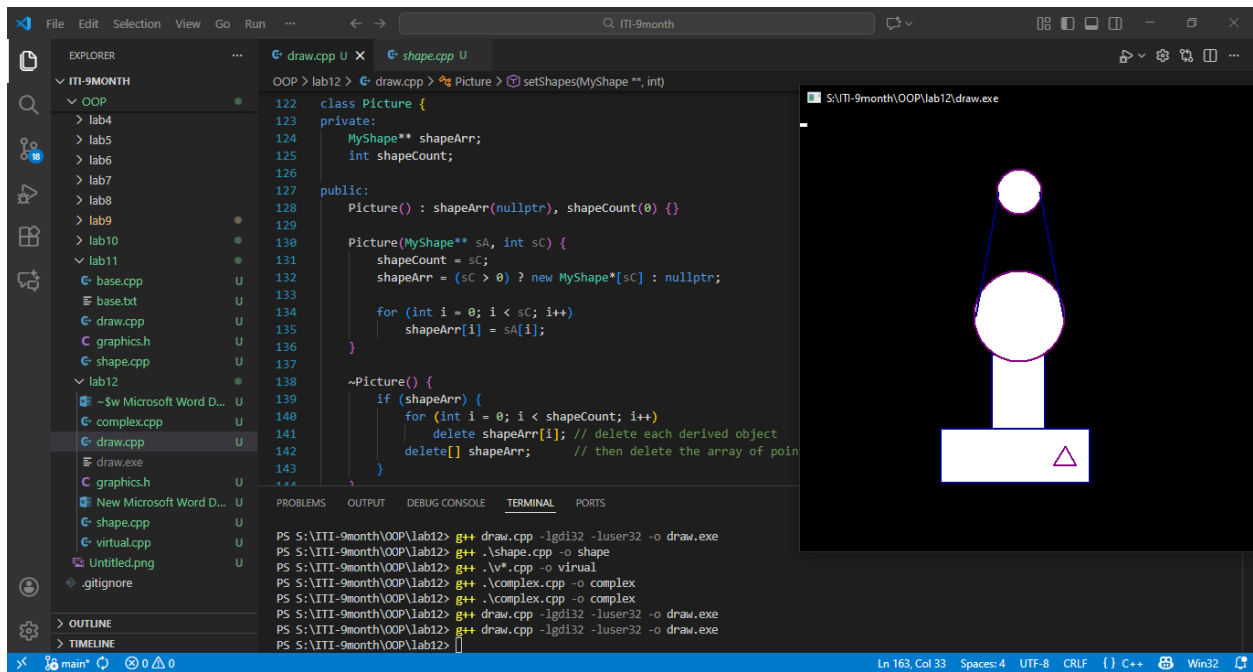 File Edit Selection View Go Run ··· ← → ITI-9month
EXPLORER ···
ITI-9MONTH
OOP
lab4
lab5
lab6
lab7
lab8
lab9
lab10
lab11
base.cpp U
base.txt U
draw.cpp U
graphics.h U
shape.cpp U
lab12
~$w Microsoft Word D... U
complex.cpp U
draw.cpp U
draw.exe
graphics.h U
New Microsoft Word D... U
shape.cpp U
virtual.cpp U
Untitled.png U
.gitignore
OUTLINE
TIMELINE
18
draw.cpp U shape.cpp U
OOP > lab12 > draw.cpp > Picture > setShapes(MyShape **, int)
122 class Picture {
123 private:
124 MyShape** shapeArr;
125 int shapeCount;
126
127 public:
128 Picture() : shapeArr(nullptr), shapeCount(0) {}
129
130 Picture(MyShape** sA, int sC) {
131 shapeCount = sC;
132 shapeArr = (sC > 0) ? new MyShape*[sC] : nullptr;
133
134 for (int i = 0; i < sC; i++)
135 shapeArr[i] = sA[i];
136 }
137
138 ~Picture() {
139 if (shapeArr) {
140 for (int i = 0; i < shapeCount; i++)
141 delete shapeArr[i]; // delete each derived object
142 delete[] shapeArr; // then delete the array of poin
143 }
144 }
S:\ITI-9month\OOP\lab12\draw.exe
PROBLEMS OUTPUT DEBUG CONSOLE TERMINAL PORTS
PS S:\ITI-9month\OOP\lab12> g++ draw.cpp -lgdi32 -luser32 -o draw.exe
PS S:\ITI-9month\OOP\lab12> g++ .\shape.cpp -o shape
PS S:\ITI-9month\OOP\lab12> g++ .\v*.cpp -o virual
PS S:\ITI-9month\OOP\lab12> g++ .\complex.cpp -o complex
PS S:\ITI-9month\OOP\lab12> g++ .\complex.cpp -o complex
PS S:\ITI-9month\OOP\lab12> g++ draw.cpp -lgdi32 -luser32 -o draw.exe
PS S:\ITI-9month\OOP\lab12> g++ draw.cpp -lgdi32 -luser32 -o draw.exe
PS S:\ITI-9month\OOP\lab12>
main* 0 0 Ln 163, Col 33 Spaces: 4 UTF-8 CRLF {} C++ Win32